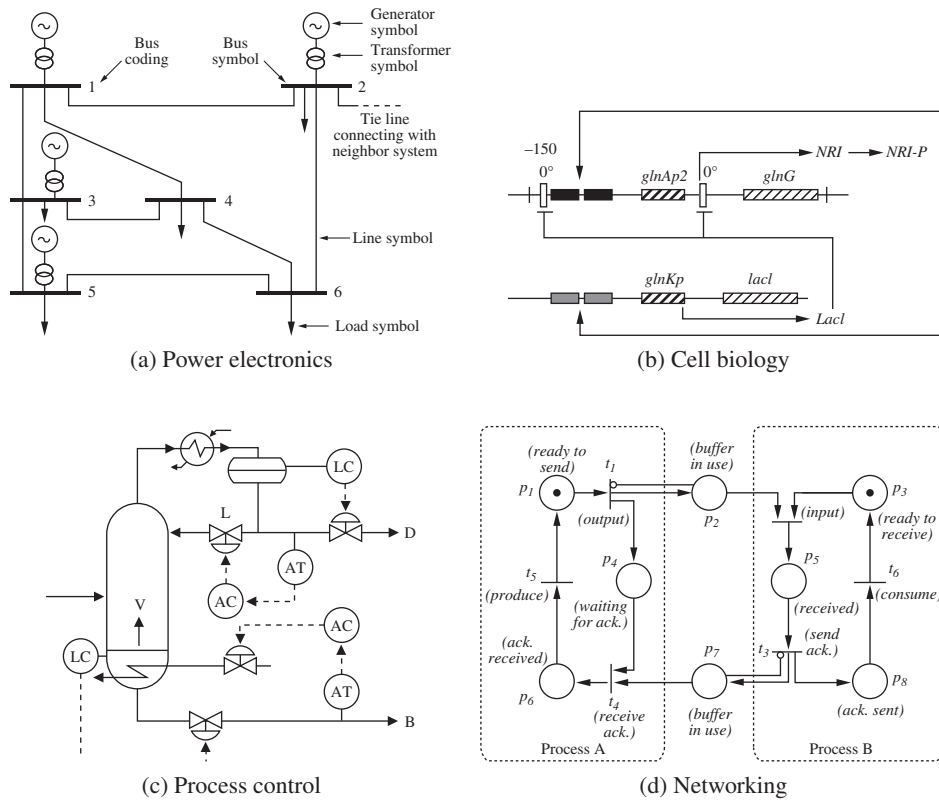 Generator
symbol
Bus
coding
Bus
symbol
Transformer
symbol
1
2
Tie line
connecting with
neighbor system
3
4
Line symbol
5
6
Load symbol
(a) Power electronics
–150
0°
glnAp2
0°
NRI
NRI-P
glnG
glnKp
lacl
Lacl
(b) Cell biology
LC
L
D
AT
AC
V
AC
LC
AT
B
(c) Process control
(ready to
send)
t1
(buffer
in use)
p1
p2
p3
(output)
(input)
(ready to
receive)
p4
p5
t5
(produce)
t6
(consume)
(waiting
for ack.)
(received)
(ack.
received)
p7
t3
(send
ack.)
p6
t4
(receive
ack.)
(buffer
in use)
p8
(ack. sent)
Process A
Process B
(d) Networking